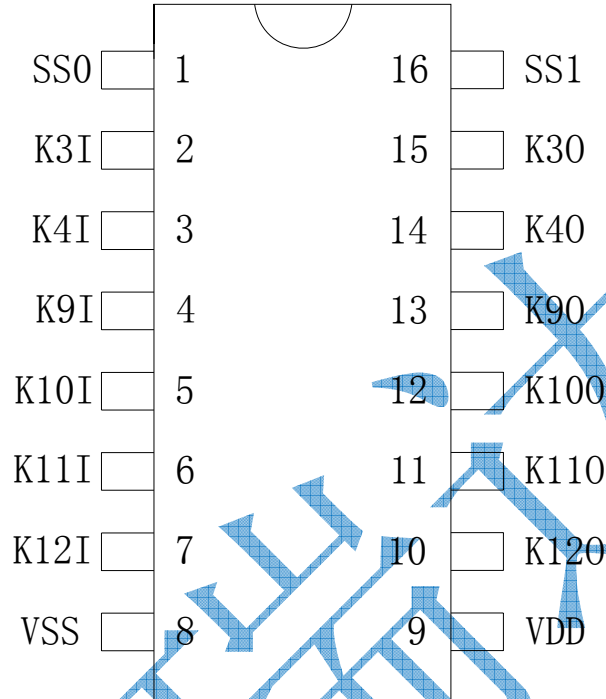 SS0 1 16 SS1
K3I 2 15 K3O
K4I 3 14 K4O
K9I 4 13 K9O
K10I 5 12 K10O
K11I 6 11 K11O
K12I 7 10 K12O
VSS 8 9 VDD